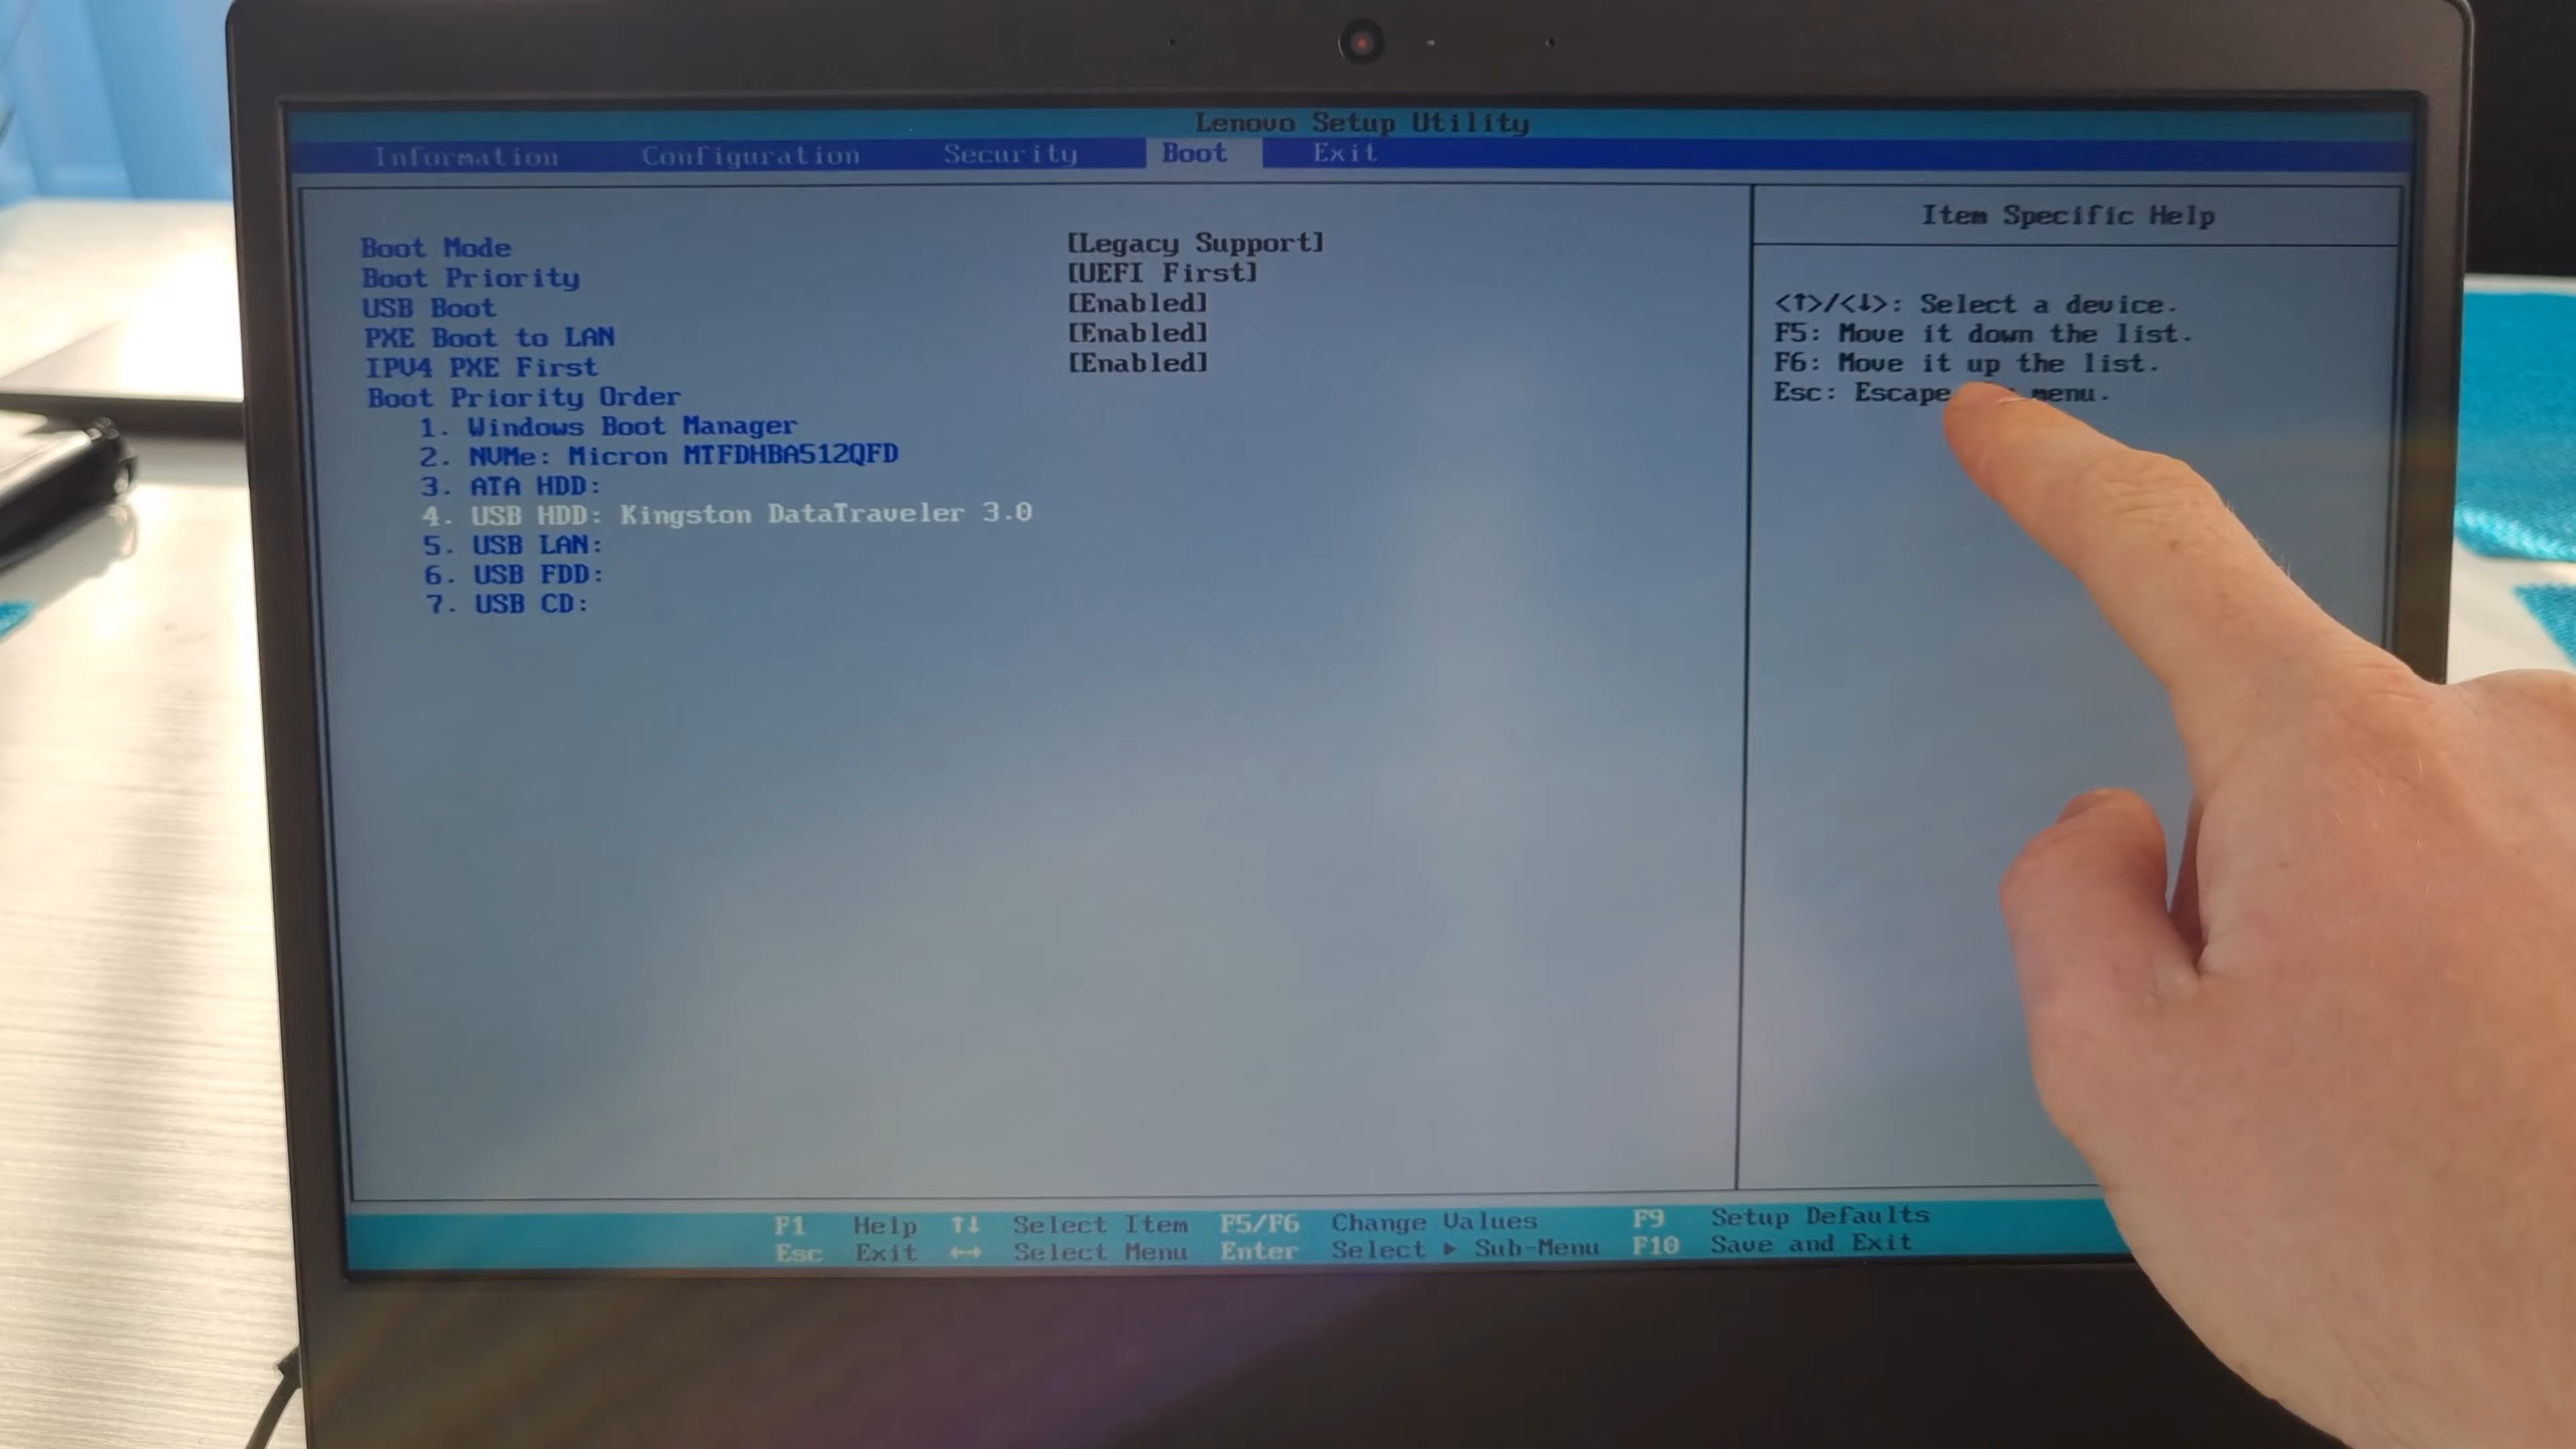 Lenovo Setup Utility
Information Configuration Security Boot Exit
Boot Mode [Legacy Support]
Boot Priority [UEFI First]
USB Boot [Enabled]
PXE Boot to LAN [Enabled]
IPV4 PXE First [Enabled]
Boot Priority Order
1. Windows Boot Manager
2. NVMe: Micron MTFDHBA512QFD
3. ATA HDD:
4. USB HDD: Kingston DataTraveler 3.0
5. USB LAN:
6. USB FDD:
7. USB CD:
Item Specific Help
<↑>/<↓>: Select a device.
F5: Move it down the list.
F6: Move it up the list.
Esc: Escape menu.
F1 Help ↑↓ Select Item F5/F6 Change Values F9 Setup Defaults
Esc Exit ↔ Select Menu Enter Select ▶ Sub-Menu F10 Save and Exit